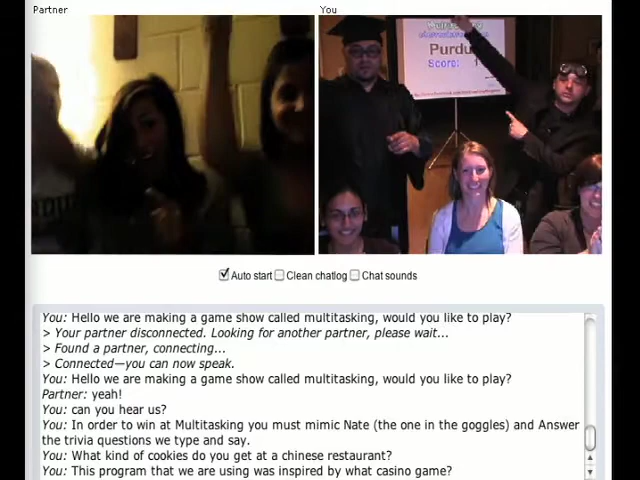 Partner
You
Multitasking
Purdu
Score: 1
Auto start Clean chatlog Chat sounds
You: Hello we are making a game show called multitasking, would you like to play?
> Your partner disconnected. Looking for another partner, please wait...
> Found a partner, connecting...
> Connected—you can now speak.
You: Hello we are making a game show called multitasking, would you like to play?
Partner: yeah!
You: can you hear us?
You: In order to win at Multitasking you must mimic Nate (the one in the goggles) and Answer
the trivia questions we type and say.
You: What kind of cookies do you get at a chinese restaurant?
You: This program that we are using was inspired by what casino game?